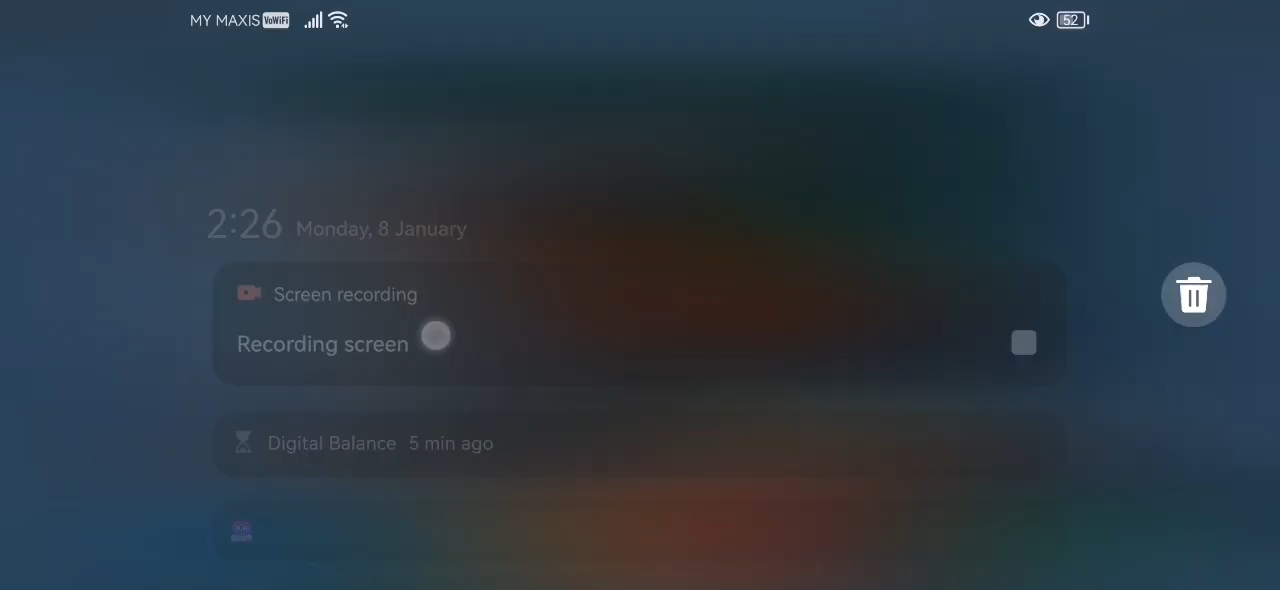 MY MAXIS VoWiFi 52
2:26 Monday, 8 January
Screen recording
Recording screen
Digital Balance 5 min ago